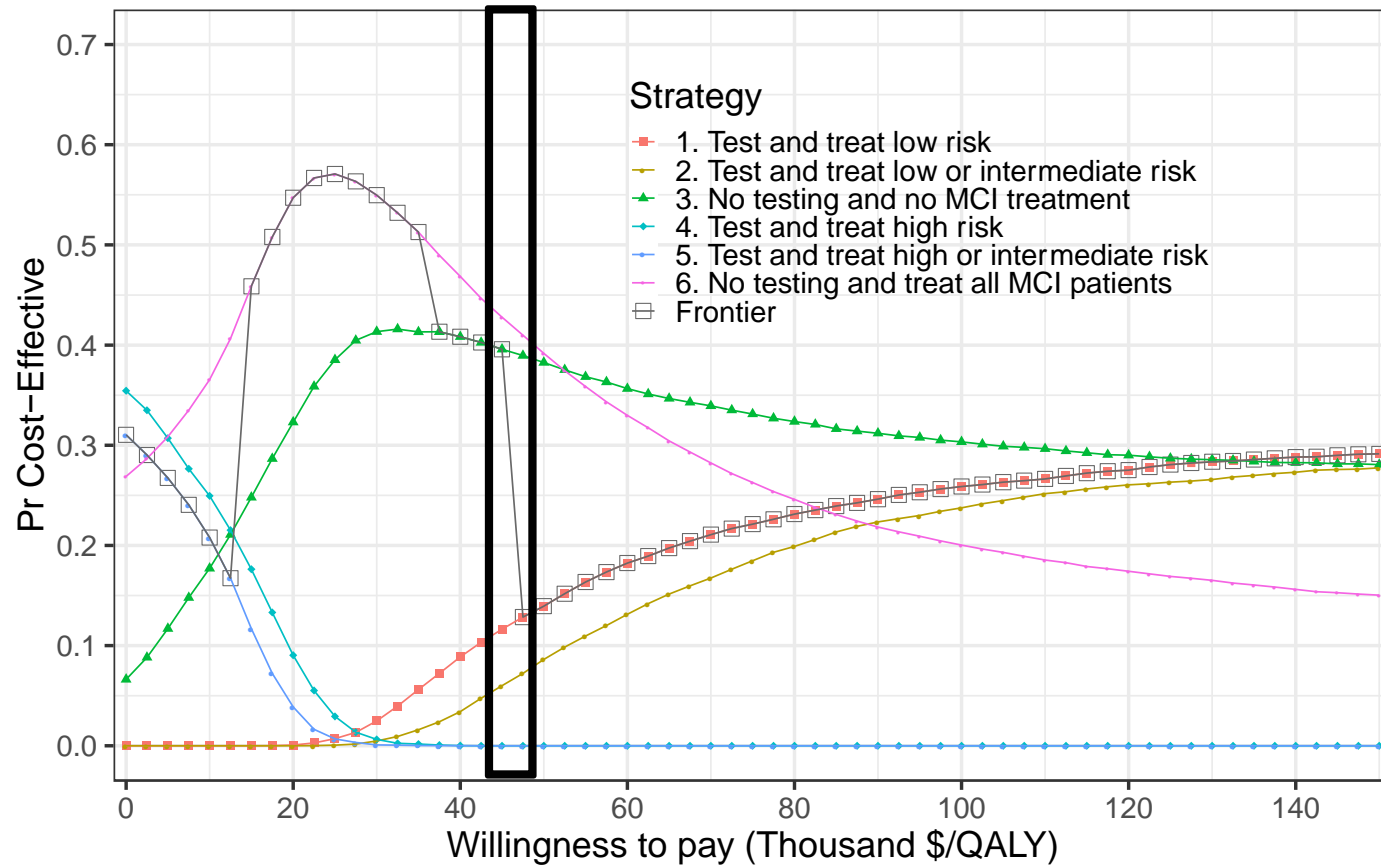 0.7
0.6
0.5
0.4
0.3
0.2
0.1
0.0
Pr Cost−Effective
Strategy
1. Test and treat low risk
2. Test and treat low or intermediate risk
3. No testing and no MCI treatment
4. Test and treat high risk
5. Test and treat high or intermediate risk
6. No testing and treat all MCI patients
Frontier
0 20 40 60 80 100 120 140
Willingness to pay (Thousand $/QALY)